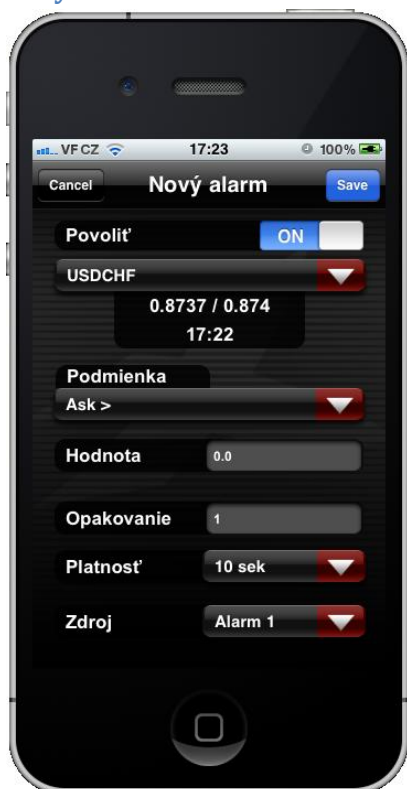 VF CZ 17:23 100%
Cancel Nový alarm Save
Povoliť ON
USDCHF
0.8737 / 0.874
17:22
Podmienka
Ask >
Hodnota 0.0
Opakovanie 1
Platnosť 10 sek
Zdroj Alarm 1